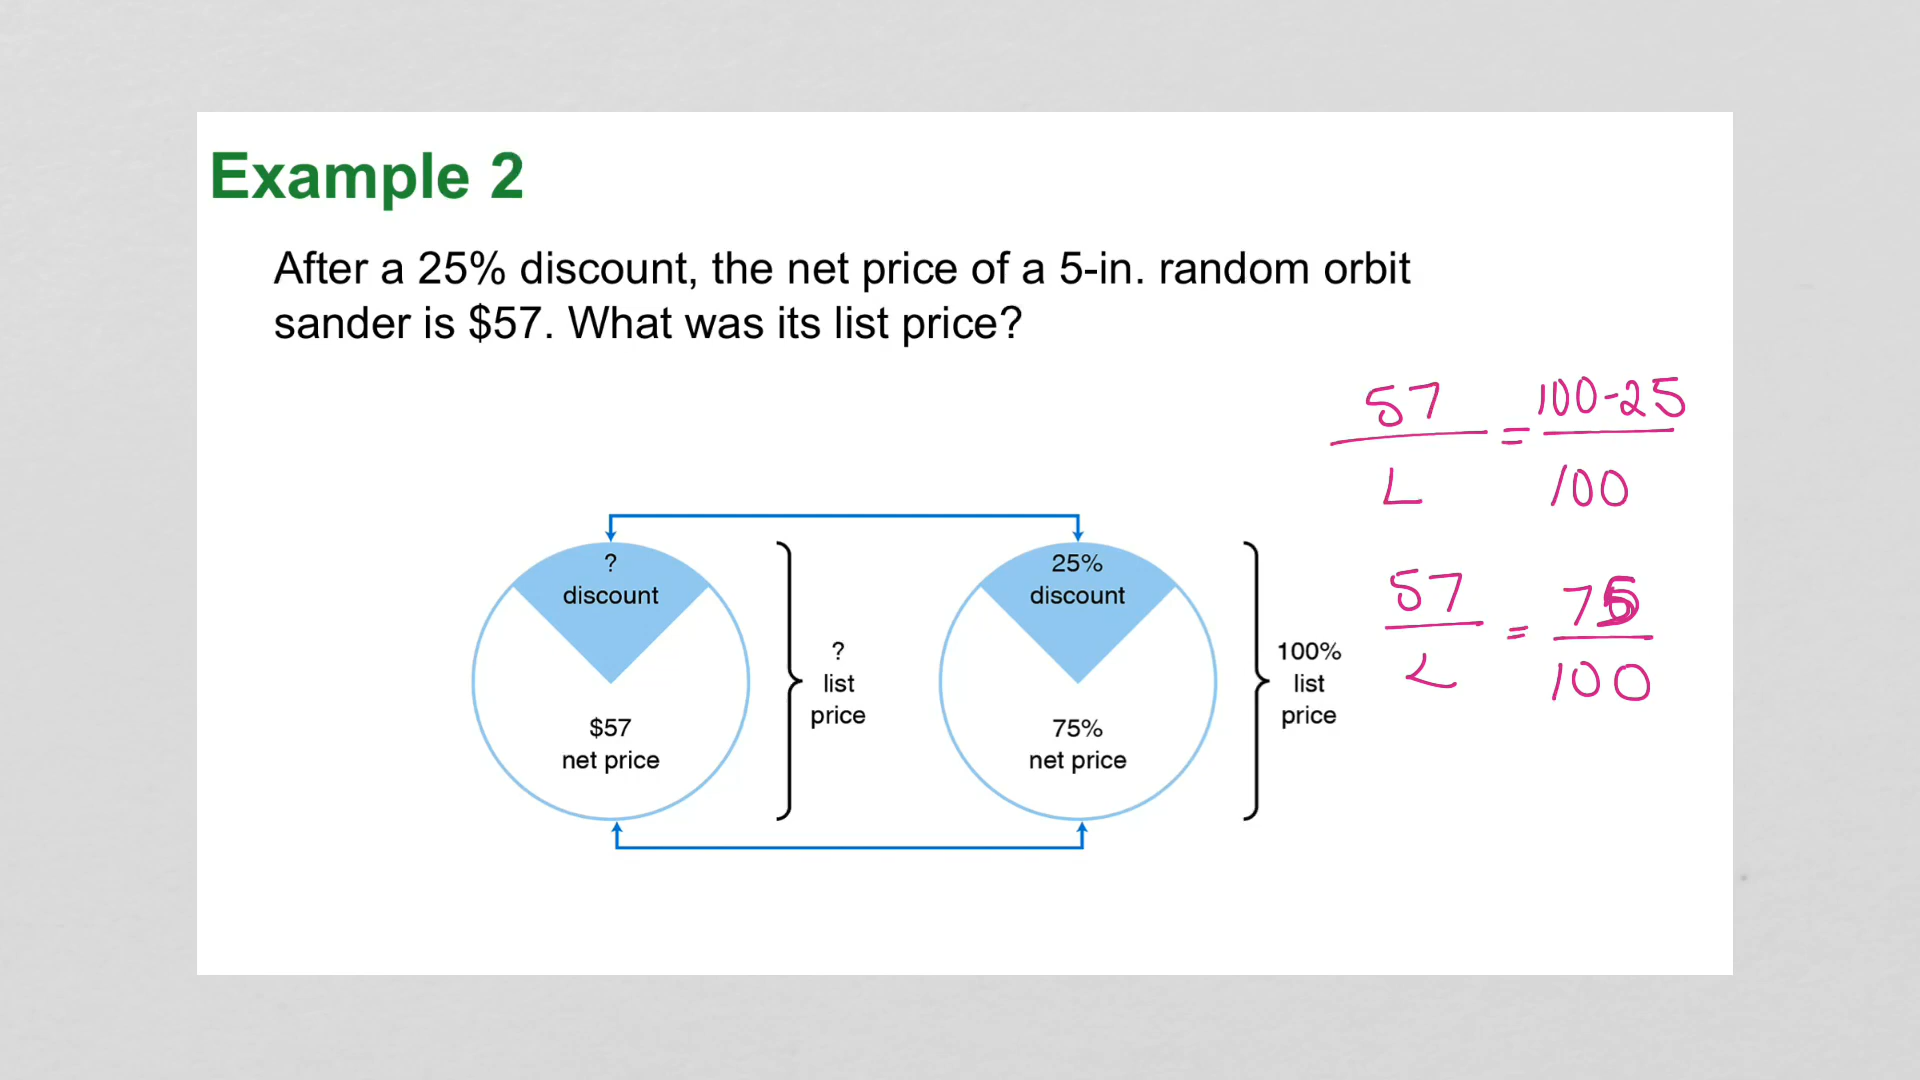 Example 2
After a 25% discount, the net price of a 5-in. random orbit
sander is $57. What was its list price?
57 = 100-25
L 100
57 = 75
L 100
?
discount
$57
net price
?
list
price
25%
discount
75%
net price
100%
list
price